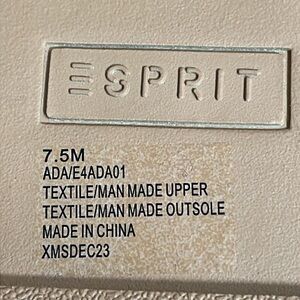 ESPRIT
7.5M
ADA/E4ADA01
TEXTILE/MAN MADE UPPER
TEXTILE/MAN MADE OUTSOLE
MADE IN CHINA
XMSDEC23